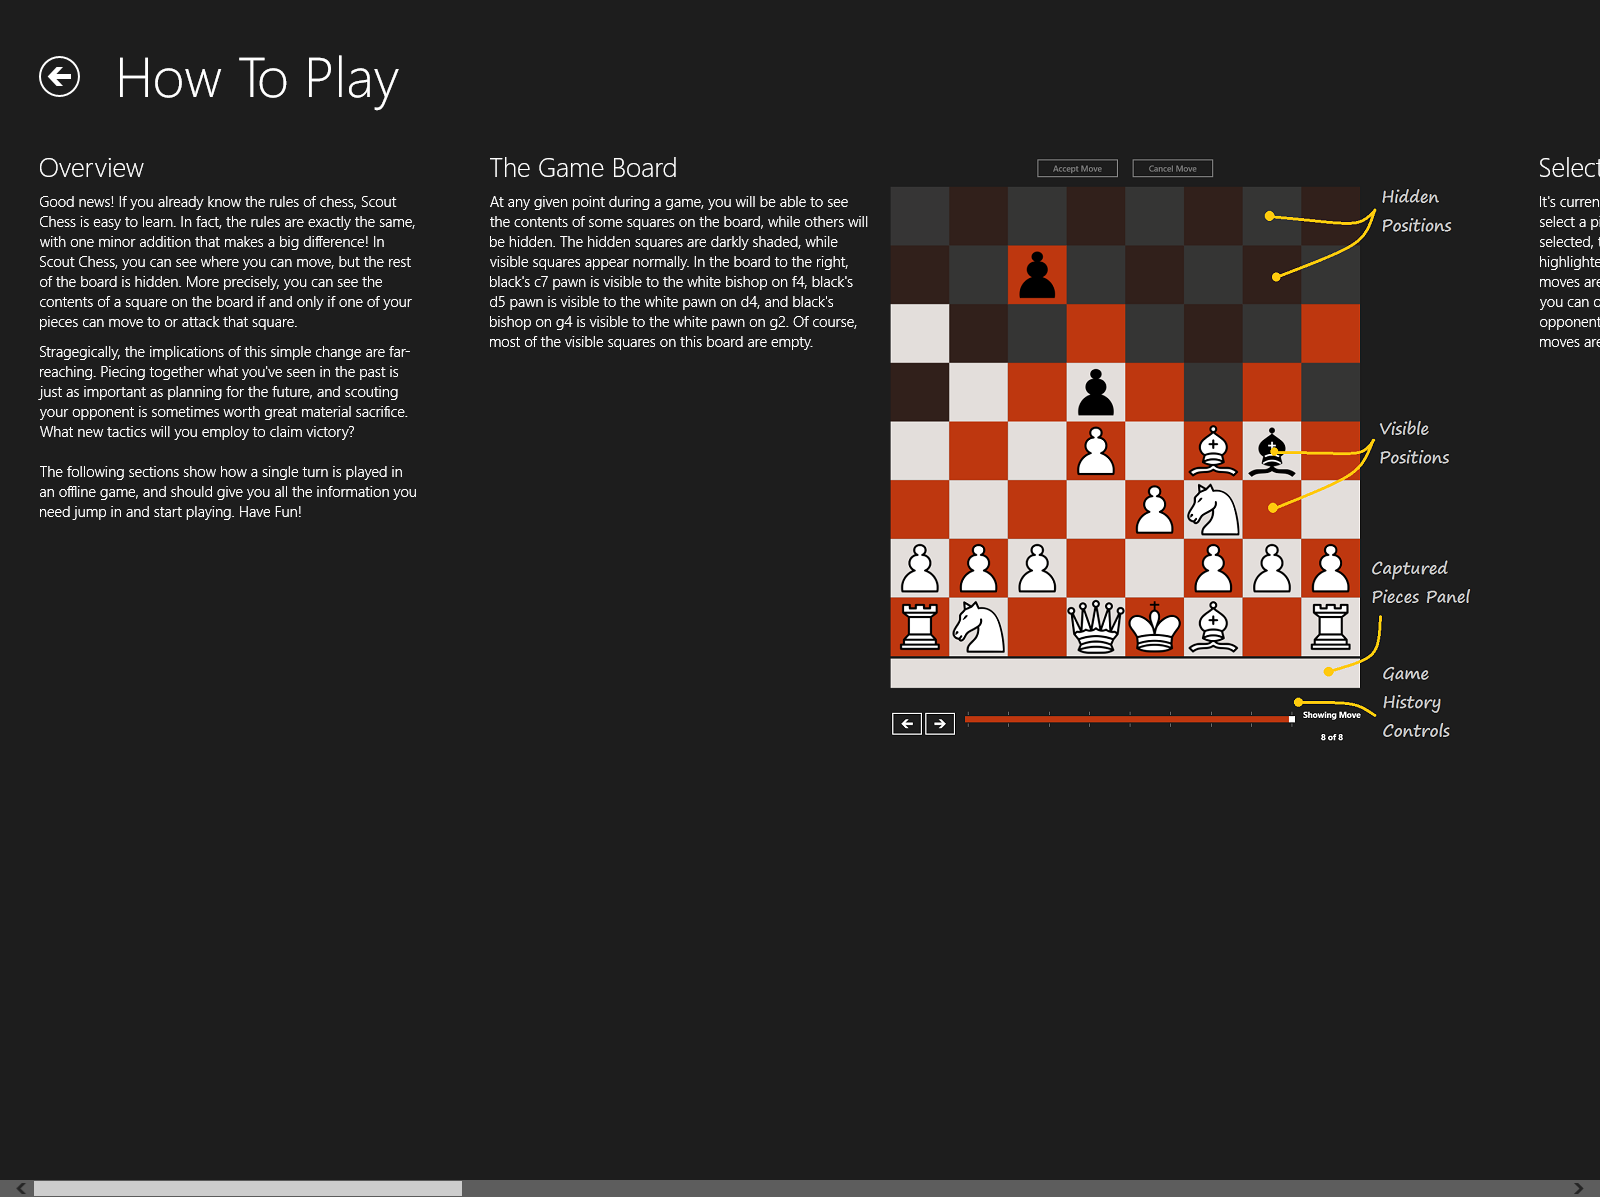 How To Play
Overview
Good news! If you already know the rules of chess, Scout
Chess is easy to learn. In fact, the rules are exactly the same,
with one minor addition that makes a big difference! In
Scout Chess, you can see where you can move, but the rest
of the board is hidden. More precisely, you can see the
contents of a square on the board if and only if one of your
pieces can move to or attack that square.
Stragegically, the implications of this simple change are far-
reaching. Piecing together what you've seen in the past is
just as important as planning for the future, and scouting
your opponent is sometimes worth great material sacrifice.
What new tactics will you employ to claim victory?
The following sections show how a single turn is played in
an offline game, and should give you all the information you
need jump in and start playing. Have Fun!
The Game Board
At any given point during a game, you will be able to see
the contents of some squares on the board, while others will
be hidden. The hidden squares are darkly shaded, while
visible squares appear normally. In the board to the right,
black's c7 pawn is visible to the white bishop on f4, black's
d5 pawn is visible to the white pawn on d4, and black's
bishop on g4 is visible to the white pawn on g2. Of course,
most of the visible squares on this board are empty.
Accept Move
Cancel Move
Hidden
Positions
Visible
Positions
Captured
Pieces Panel
Game
History
Controls
Showing Move
8 of 8
Select
It's curren
select a pi
selected, t
highlighte
moves are
you can o
opponent
moves are